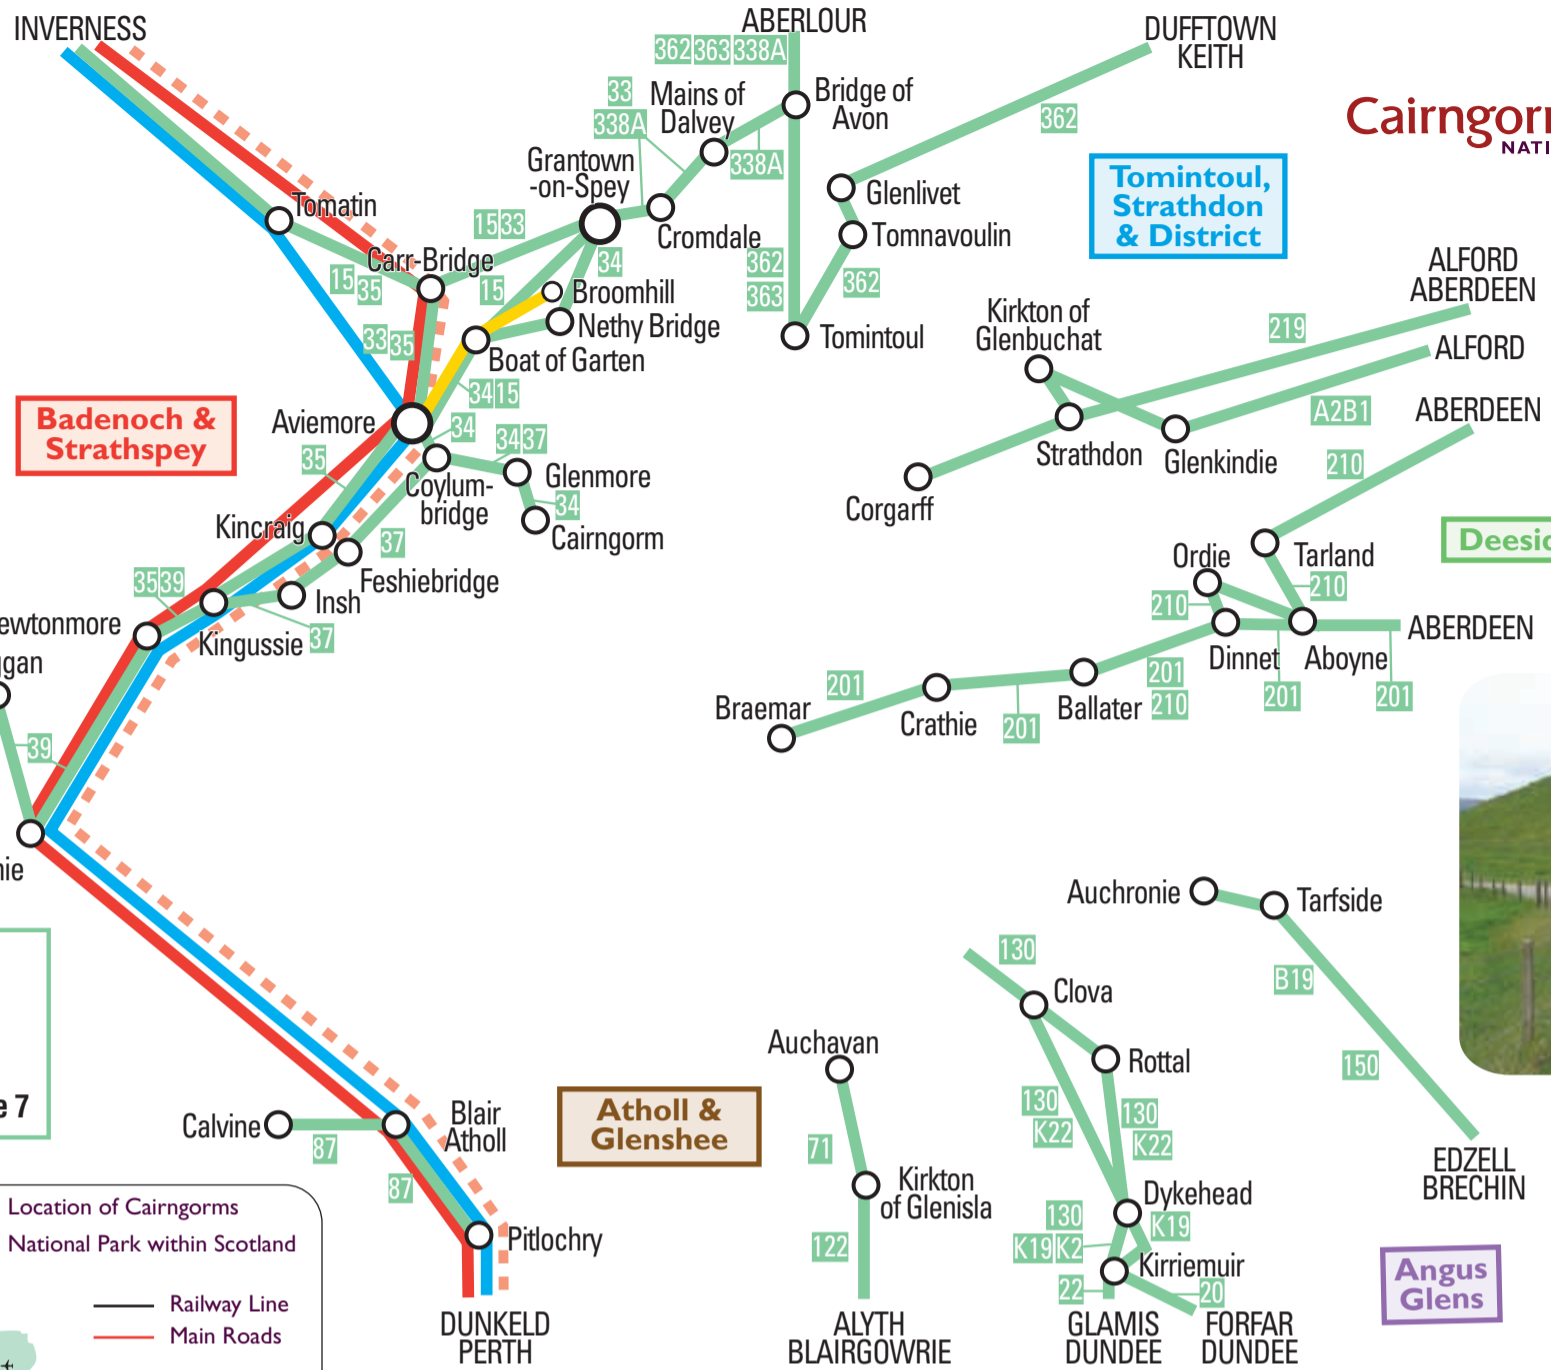 INVERNESS
ABERLOUR
362 363 338A
DUFFTOWN
KEITH
33
338A
Mains of
Dalvey
Bridge of
Avon
362
338A
Grantown
-on-Spey
Glenlivet
Tomatin
15 33
Cromdale
Tomnavoulin
Tomintoul,
Strathdon
& District
Carr-Bridge
34
362
363
362
15
35
15
Broomhill
Nethy Bridge
Tomintoul
Kirkton of
Glenbuchat
ALFORD
ABERDEEN
219
33
35
Boat of Garten
ALFORD
34 15
Badenoch &
Strathspey
Aviemore
34
34 37
A2B1
ABERDEEN
Strathdon
Glenkindie
210
35
Coylum-
bridge
Glenmore
34
Corgarff
Kincraig
37
Cairngorm
Ordie
Tarland
35 39
Feshiebridge
210
210
Insh
37
Kingussie
ABERDEEN
Dinnet
Aboyne
201
201
210
201
201
Braemar
Crathie
201
Ballater
39
Auchronie
Tarfside
130
B19
Clova
Auchavan
Rottal
150
Calvine
87
Blair
Atholl
Atholl &
Glenshee
130
K22
130
K22
71
87
Kirkton
of Glenisla
Dykehead
EDZELL
BRECHIN
Location of Cairngorms
National Park within Scotland
Pitlochry
122
130
K19 K2
K19
Kirriemuir
Angus
Glens
22
20
Railway Line
Main Roads
DUNKELD
PERTH
ALYTH
BLAIRGOWRIE
GLAMIS
DUNDEE
FORFAR
DUNDEE